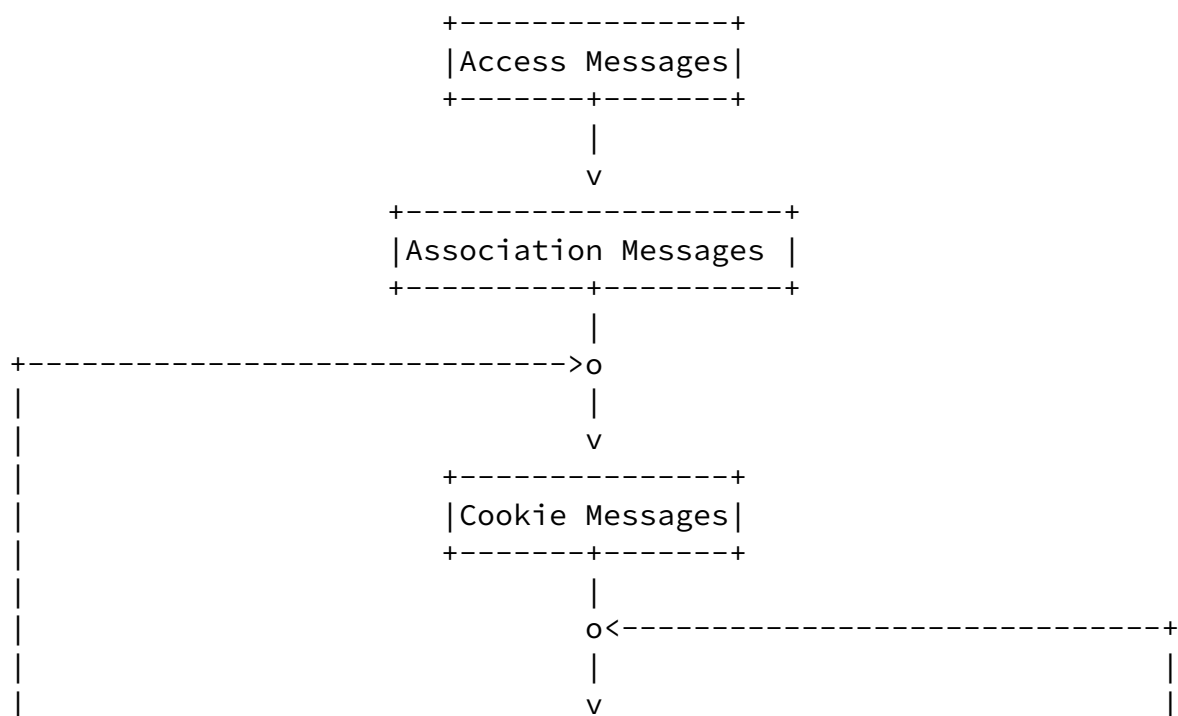 +---------------+
|Access Messages|
+-------+-------+
|
v
+---------------------+
|Association Messages |
+----------+----------+
|
+------------------------------>o
| |
| v
| +---------------+
| |Cookie Messages|
| +-------+-------+
| |
| o<------------------------------+
| | |
| v |